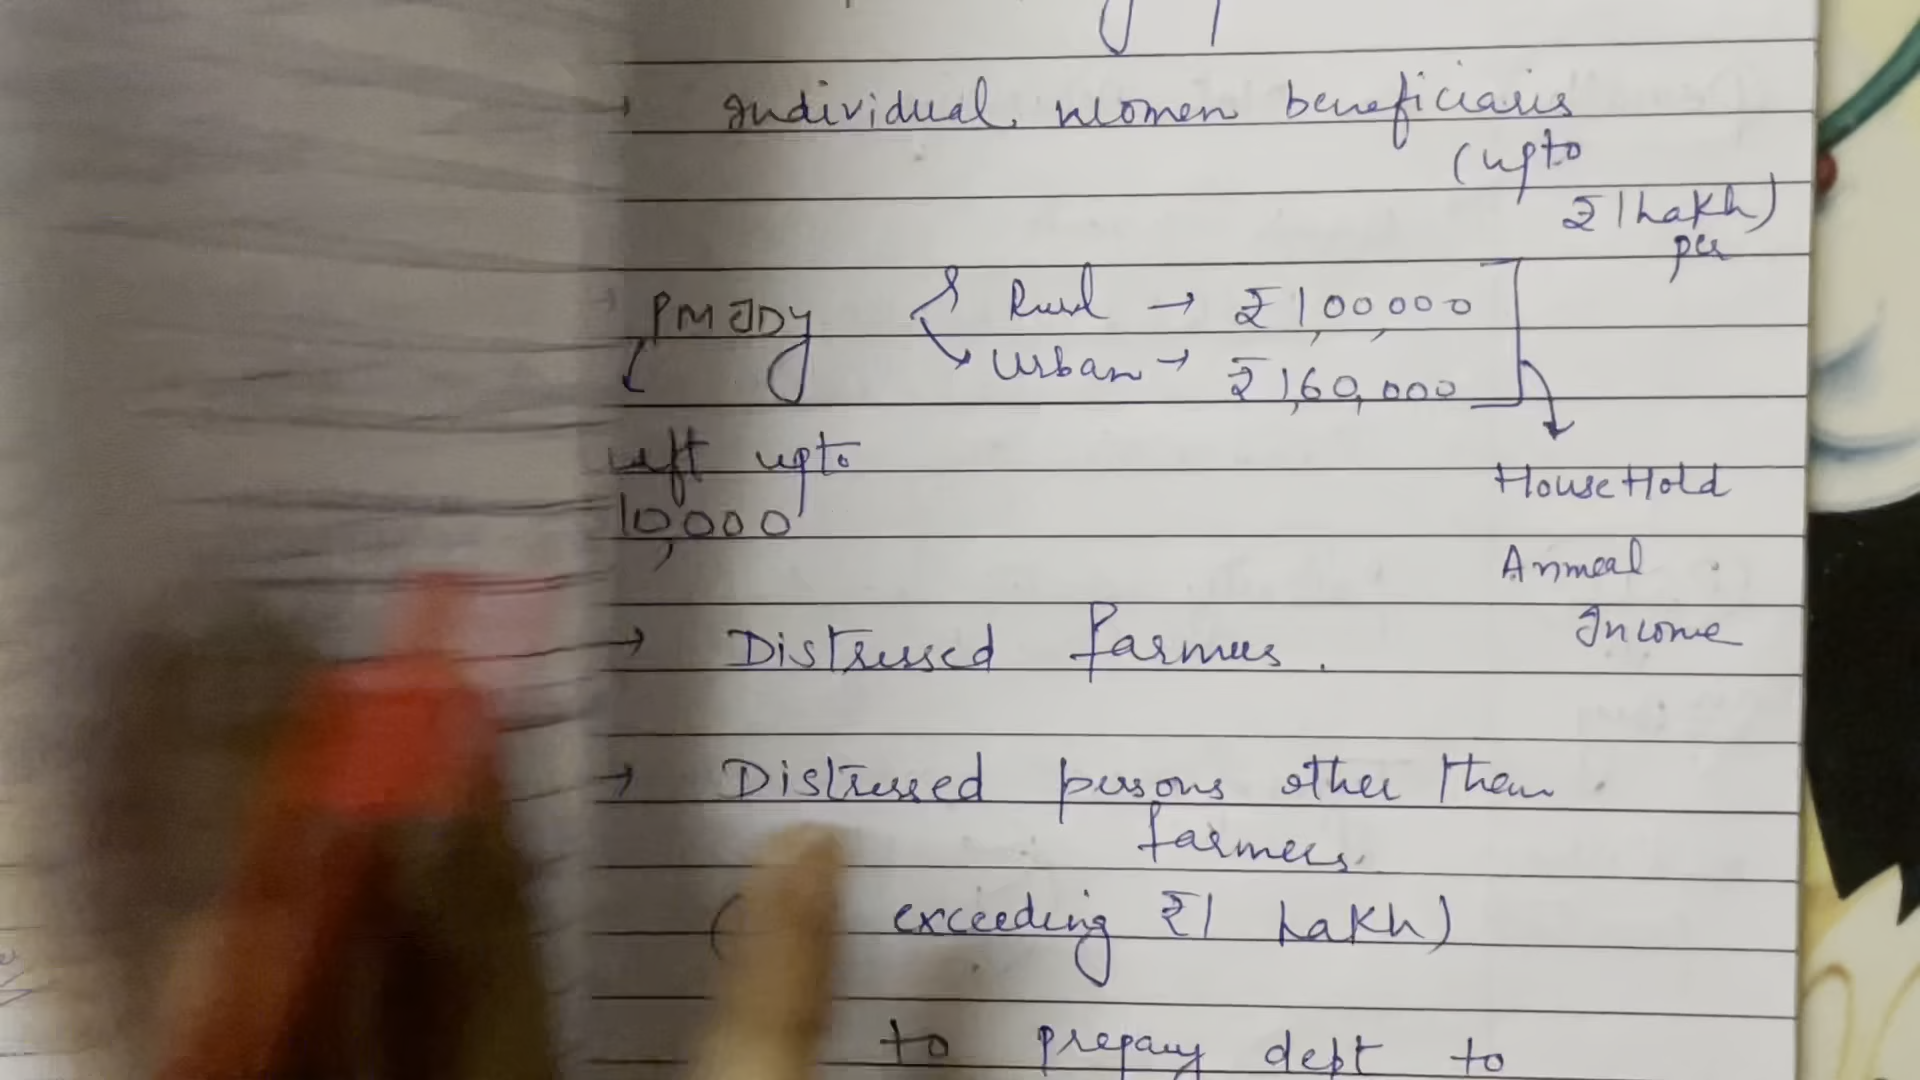 → Individual women beneficiaries
(upto
₹1 Lakh)
per
PMJDY Rural → ₹1,00,000
Urban → ₹1,60,000
upto
10,000
HouseHold
Annual
Income
→ Distressed farmers.
→ Distressed persons other than
farmers.
( exceeding ₹1 Lakh)
to prepay dept to